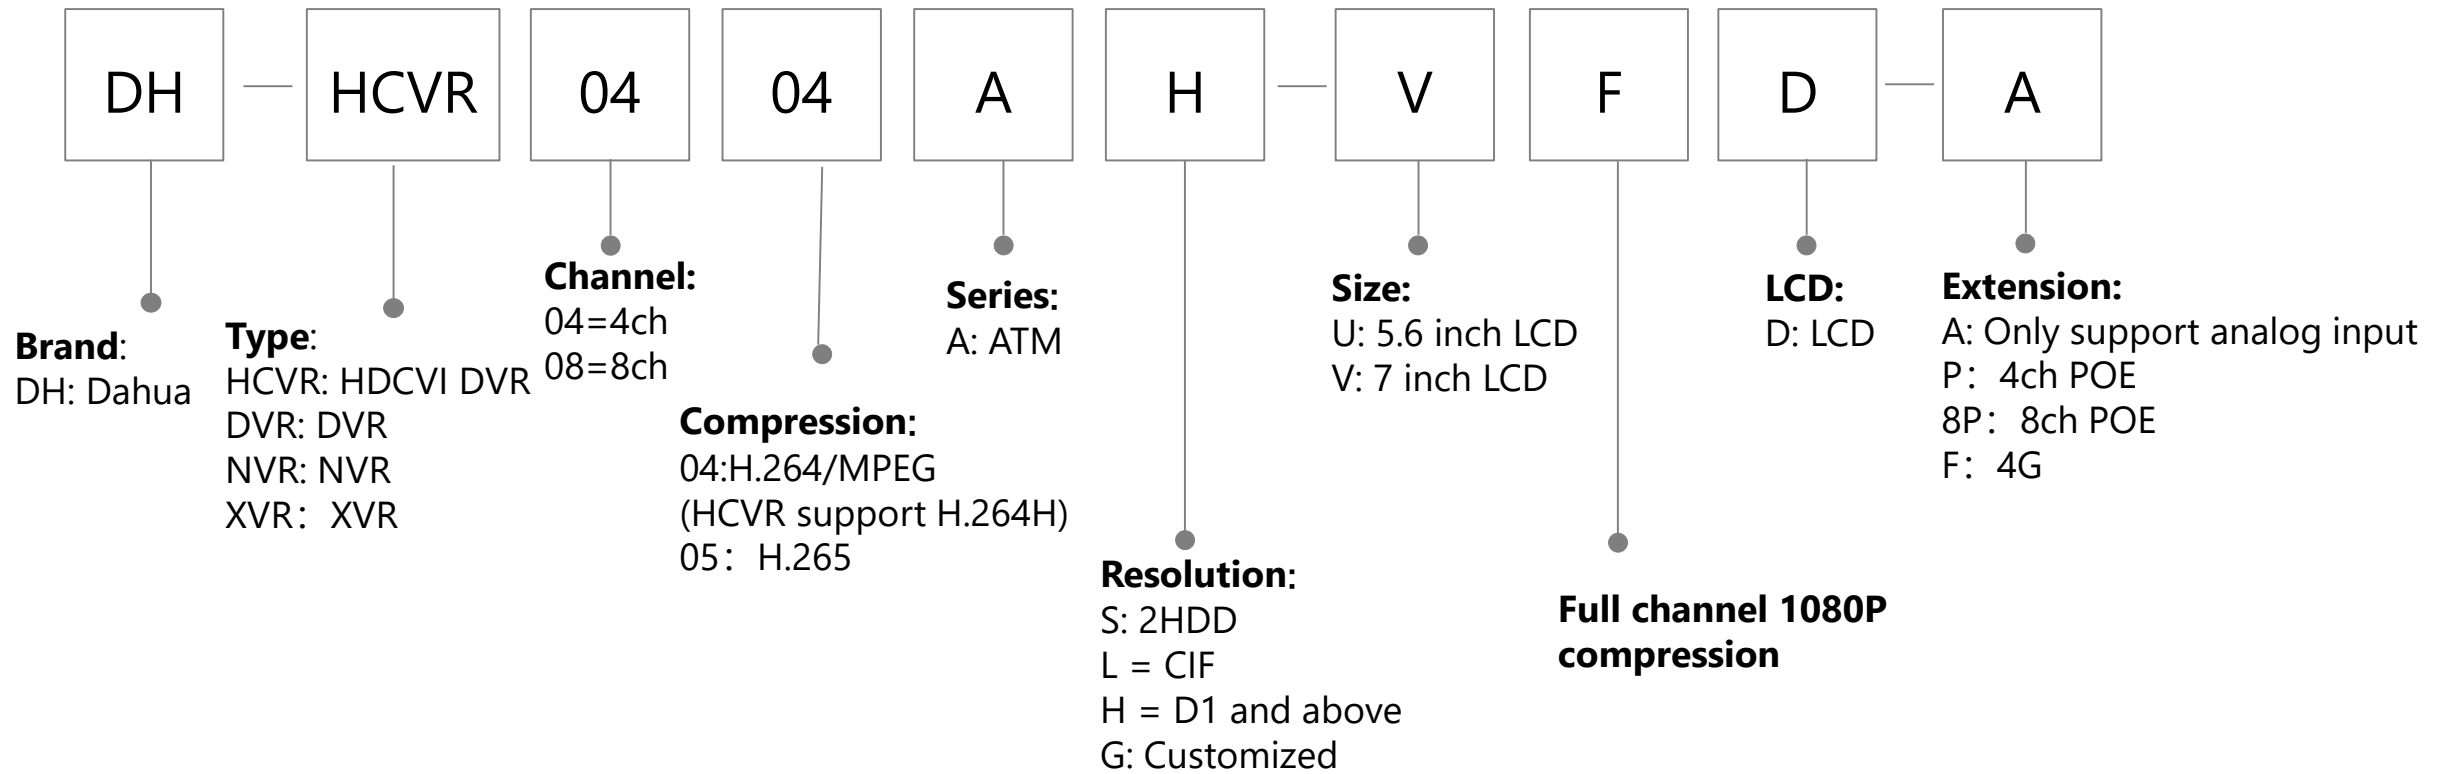 DH — HCVR 04 04 A H — V F D — A
Brand:
DH: Dahua
Type:
HCVR: HDCVI DVR
DVR: DVR
NVR: NVR
XVR： XVR
Channel:
04=4ch
08=8ch
Compression:
04:H.264/MPEG
(HCVR support H.264H)
05： H.265
Series:
A: ATM
Resolution:
S: 2HDD
L = CIF
H = D1 and above
G: Customized
Size:
U: 5.6 inch LCD
V: 7 inch LCD
Full channel 1080P
compression
LCD:
D: LCD
Extension:
A: Only support analog input
P： 4ch POE
8P： 8ch POE
F： 4G